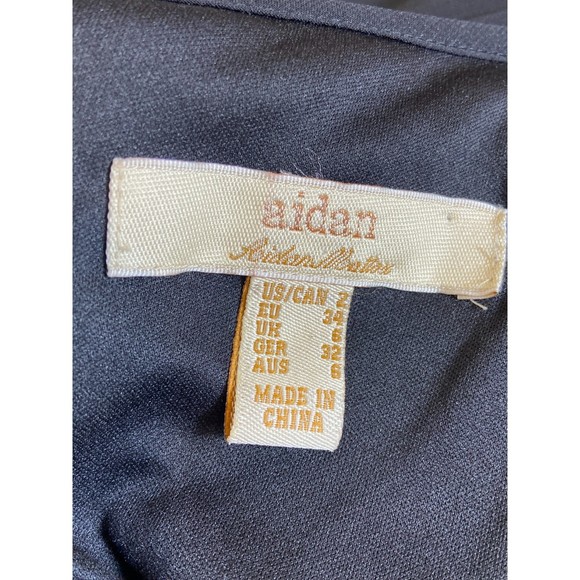 aidan
Aidan Mattox
US/CAN 2
EU 34
UK 6
GER 32
AUS 6
MADE IN
CHINA